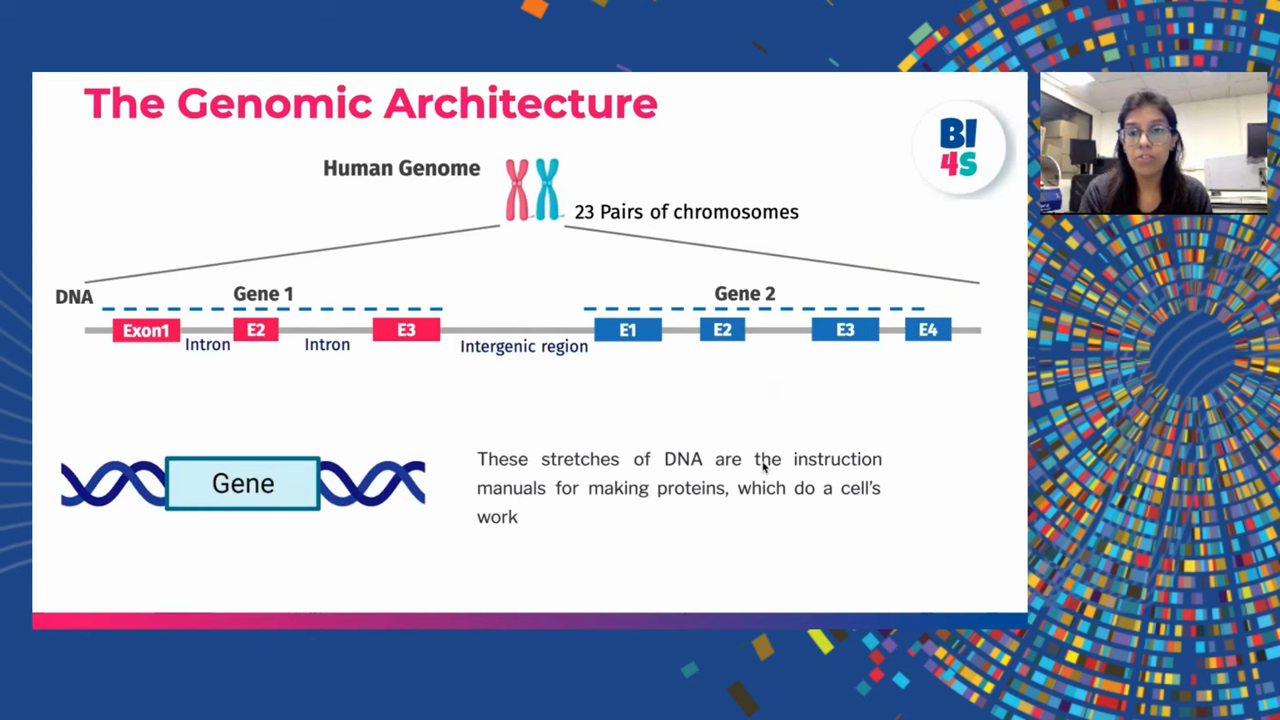 The Genomic Architecture
BI
4S
Human Genome
23 Pairs of chromosomes
DNA
Gene 1
Gene 2
Exon1
E2
E3
E1
E2
E3
E4
Intron
Intron
Intergenic region
Gene
These stretches of DNA are the instruction
manuals for making proteins, which do a cell's
work